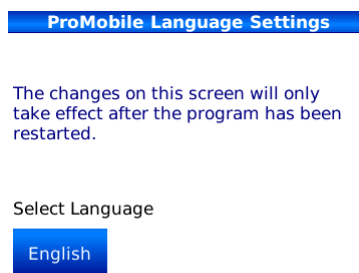 ProMobile Language Settings
The changes on this screen will only
take effect after the program has been
restarted.
Select Language
English